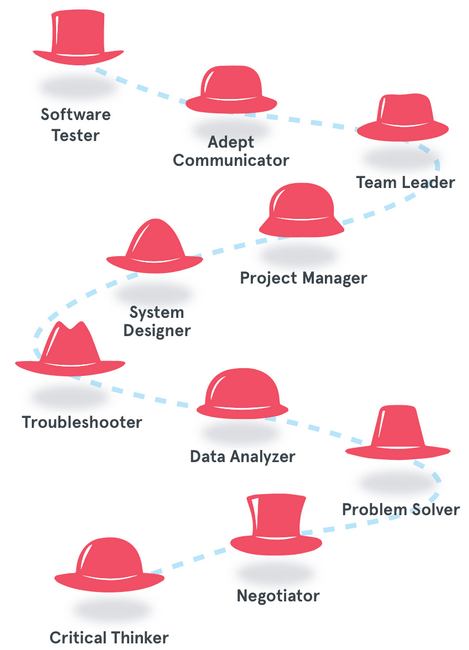 Software
Tester
Adept
Communicator
Team Leader
Project Manager
System
Designer
Troubleshooter
Data Analyzer
Problem Solver
Negotiator
Critical Thinker